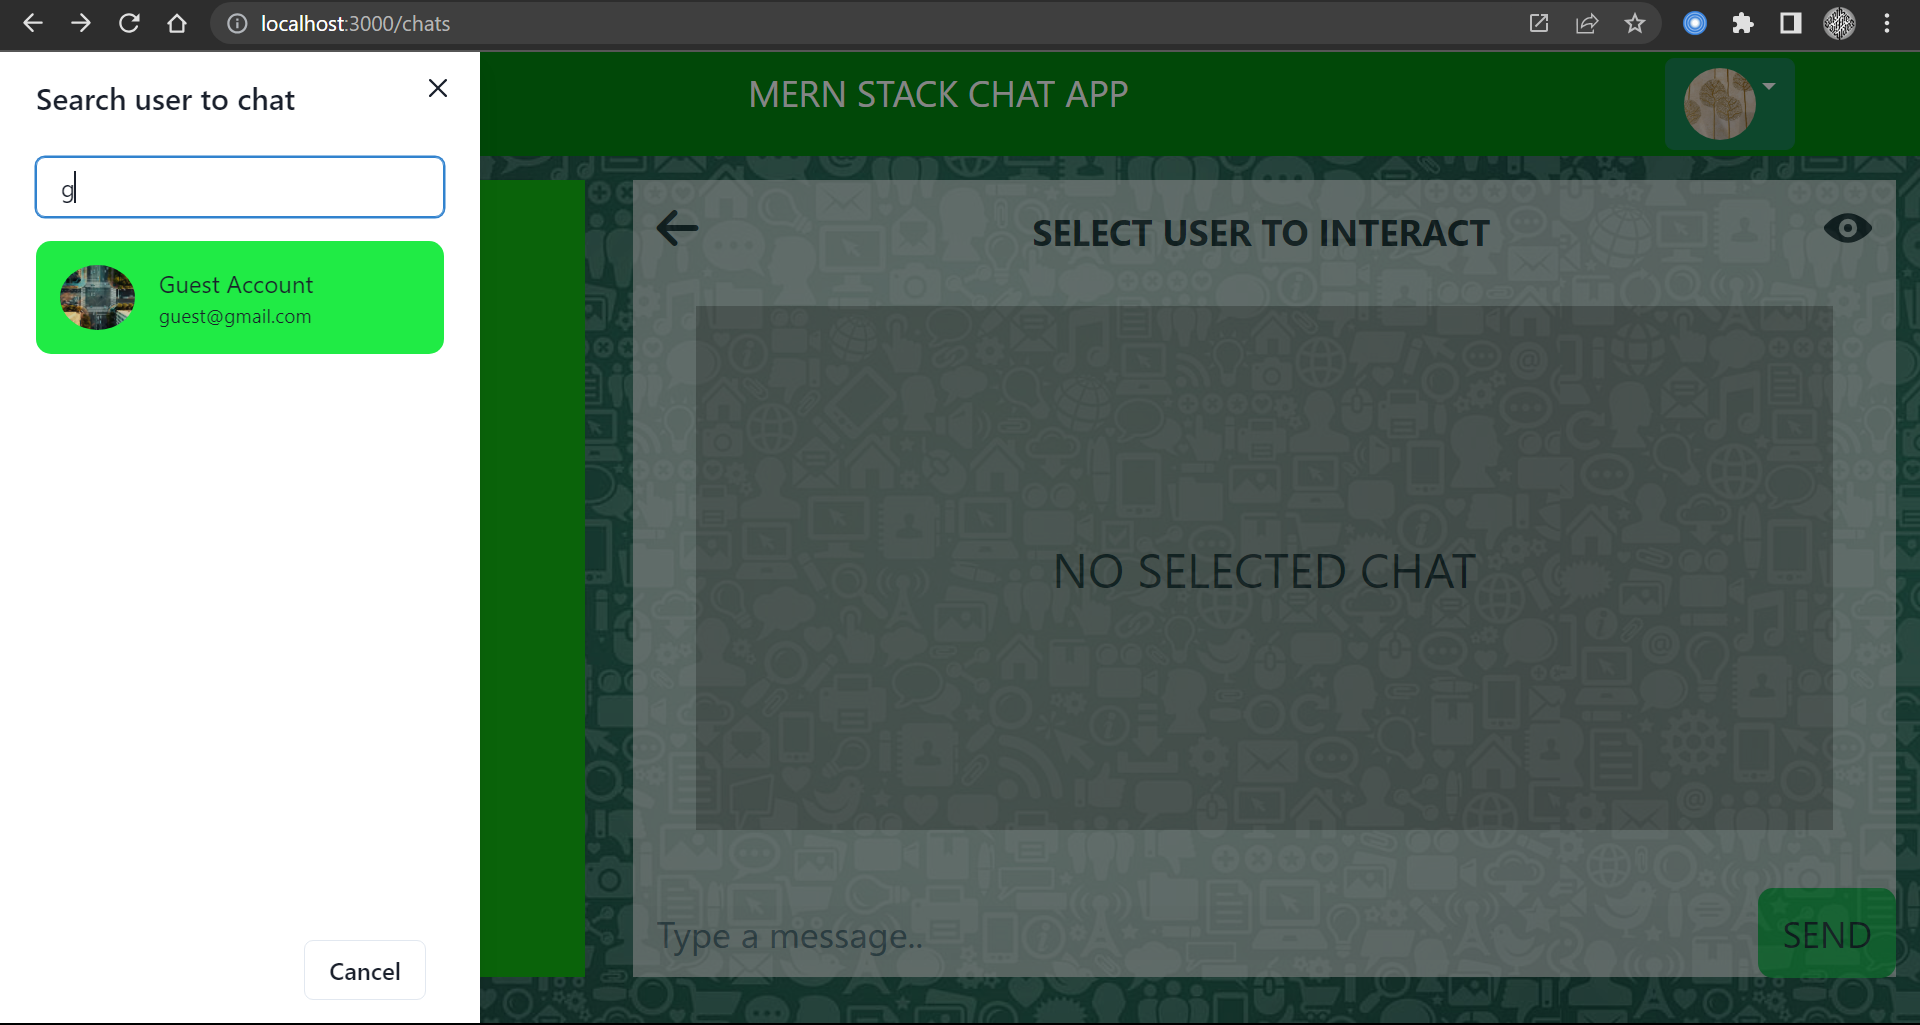 localhost:3000/chats
Search user to chat
g
Guest Account
guest@gmail.com
Cancel
MERN STACK CHAT APP
SELECT USER TO INTERACT
NO SELECTED CHAT
Type a message..
SEND